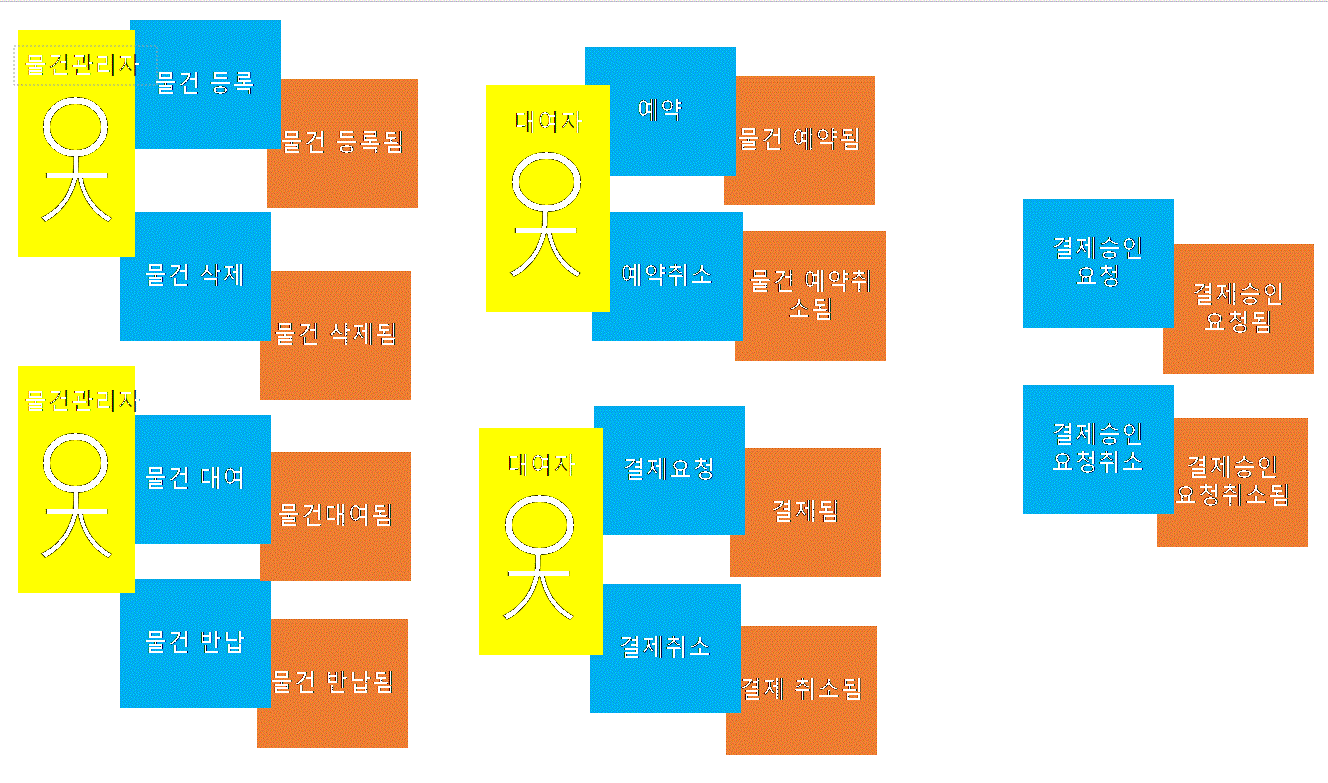 물건관리자
물건 등록
물건 등록됨
물건 삭제
물건 삭제됨
물건관리자
물건 대여
물건대여됨
물건 반납
물건 반납됨
대여자
예약
물건 예약됨
예약취소
물건 예약취
소됨
대여자
결제요청
결제됨
결제취소
결제 취소됨
결제승인
요청
결제승인
요청됨
결제승인
요청취소
결제승인
요청취소됨